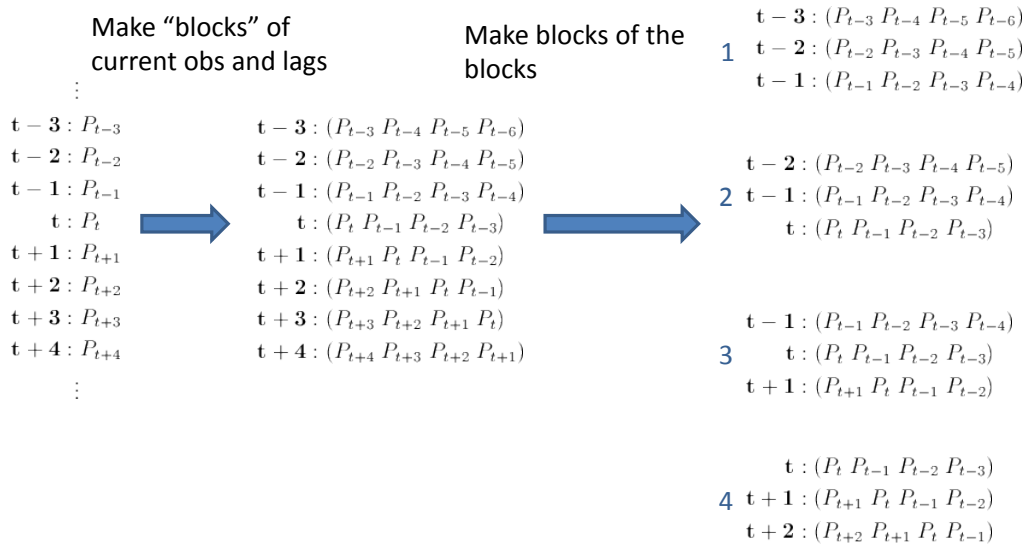 Make “blocks” of
current obs and lags
⋮
t − 3 : P_{t−3}
t − 2 : P_{t−2}
t − 1 : P_{t−1}
t : P_t
t + 1 : P_{t+1}
t + 2 : P_{t+2}
t + 3 : P_{t+3}
t + 4 : P_{t+4}
⋮
t − 3 : (P_{t−3} P_{t−4} P_{t−5} P_{t−6})
t − 2 : (P_{t−2} P_{t−3} P_{t−4} P_{t−5})
t − 1 : (P_{t−1} P_{t−2} P_{t−3} P_{t−4})
t : (P_t P_{t−1} P_{t−2} P_{t−3})
t + 1 : (P_{t+1} P_t P_{t−1} P_{t−2})
t + 2 : (P_{t+2} P_{t+1} P_t P_{t−1})
t + 3 : (P_{t+3} P_{t+2} P_{t+1} P_t)
t + 4 : (P_{t+4} P_{t+3} P_{t+2} P_{t+1})
Make blocks of the
blocks
t − 3 : (P_{t−3} P_{t−4} P_{t−5} P_{t−6})
1 t − 2 : (P_{t−2} P_{t−3} P_{t−4} P_{t−5})
t − 1 : (P_{t−1} P_{t−2} P_{t−3} P_{t−4})
t − 2 : (P_{t−2} P_{t−3} P_{t−4} P_{t−5})
2 t − 1 : (P_{t−1} P_{t−2} P_{t−3} P_{t−4})
t : (P_t P_{t−1} P_{t−2} P_{t−3})
t − 1 : (P_{t−1} P_{t−2} P_{t−3} P_{t−4})
3 t : (P_t P_{t−1} P_{t−2} P_{t−3})
t + 1 : (P_{t+1} P_t P_{t−1} P_{t−2})
t : (P_t P_{t−1} P_{t−2} P_{t−3})
4 t + 1 : (P_{t+1} P_t P_{t−1} P_{t−2})
t + 2 : (P_{t+2} P_{t+1} P_t P_{t−1})